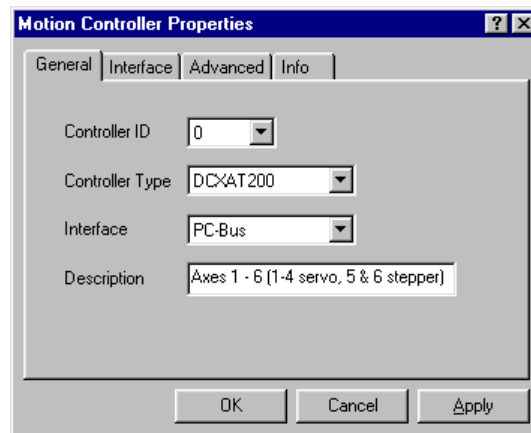 Motion Controller Properties
General Interface Advanced Info
Controller ID 0
Controller Type DCXAT200
Interface PC-Bus
Description Axes 1 - 6 (1-4 servo, 5 & 6 stepper)
OK Cancel Apply